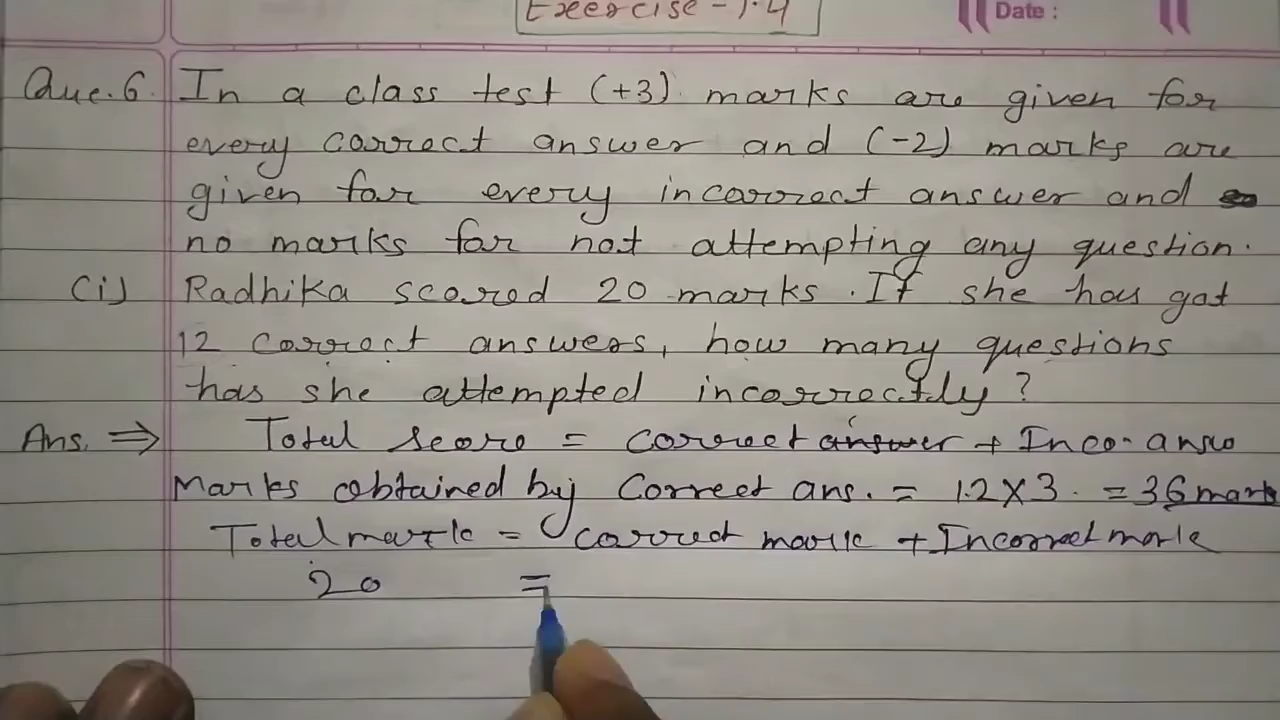 Exercise - 1.4
Date :
Que. 6. In a class test (+3) marks are given for
every correct answer and (-2) marks are
given for every incorrect answer and
no marks for not attempting any question.
(i) Radhika scored 20 marks. If she has got
12 correct answers, how many questions
has she attempted incorrectly?
Ans. ⇒ Total score = correct answer + Inco. answ
Marks obtained by Correct ans. = 12 × 3. = 36 mark
Total mark = correct mark + Incorrect mark
20 =